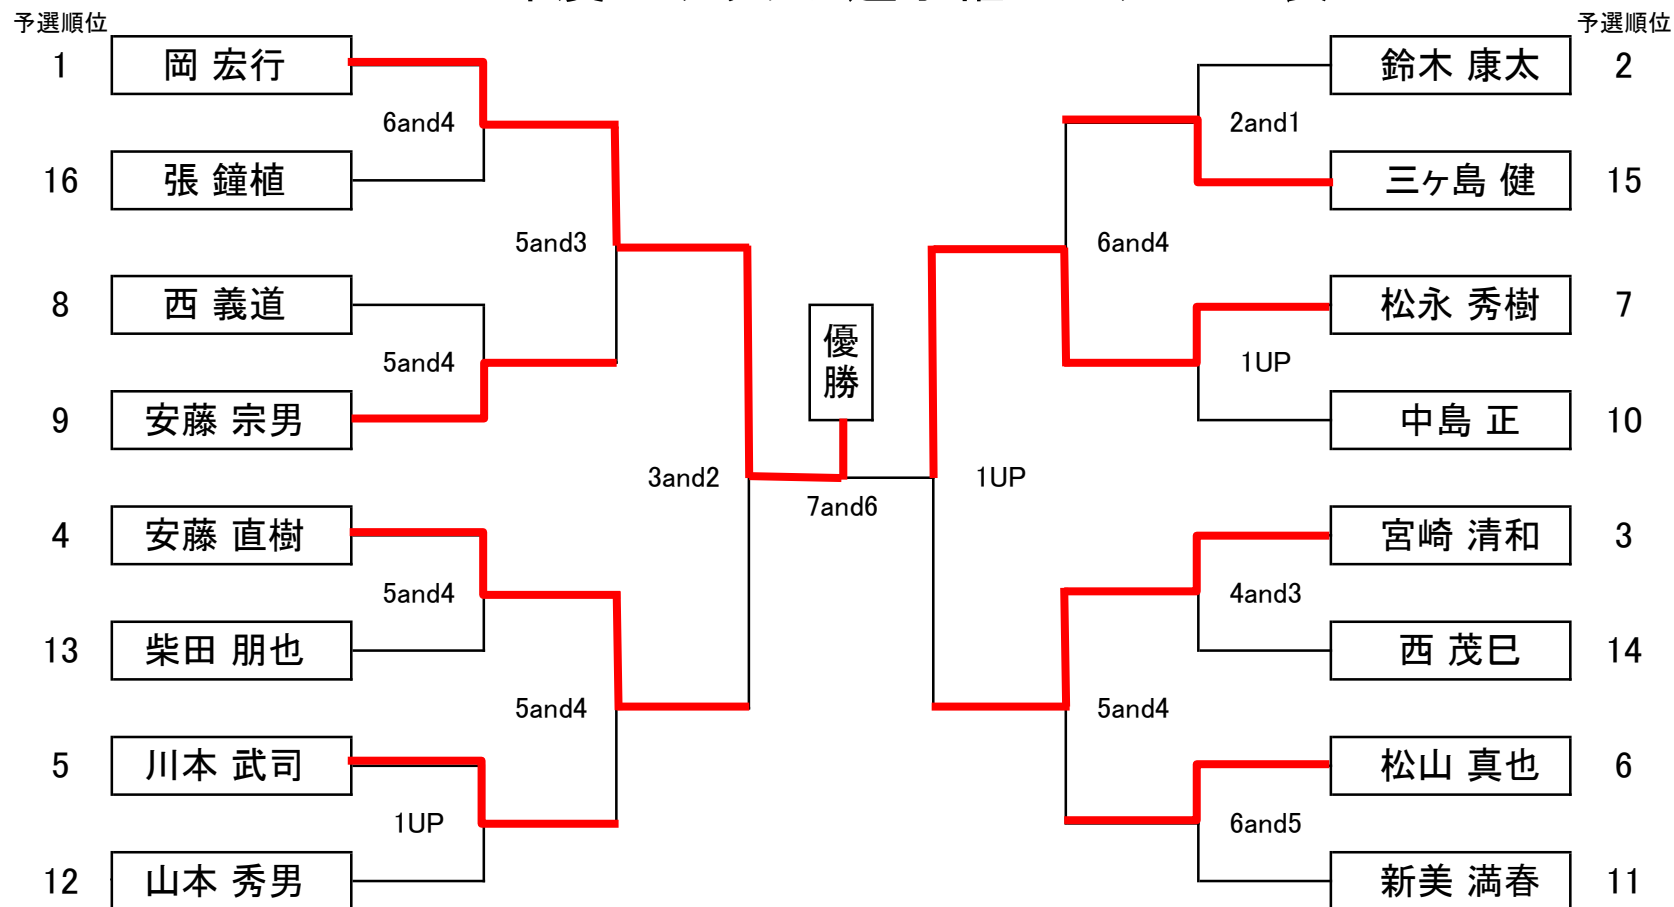 予選順位 予選順位
1 岡 宏行 鈴木 康太 2
6and4 2and1
16 張 鐘植 三ヶ島 健 15
5and3 6and4
8 西 義道 松永 秀樹 7
優勝
5and4 1UP
9 安藤 宗男 中島 正 10
3and2 1UP
7and6
4 安藤 直樹 宮崎 清和 3
5and4 4and3
13 柴田 朋也 西 茂巳 14
5and4 5and4
5 川本 武司 松山 真也 6
1UP 6and5
12 山本 秀男 新美 満春 11